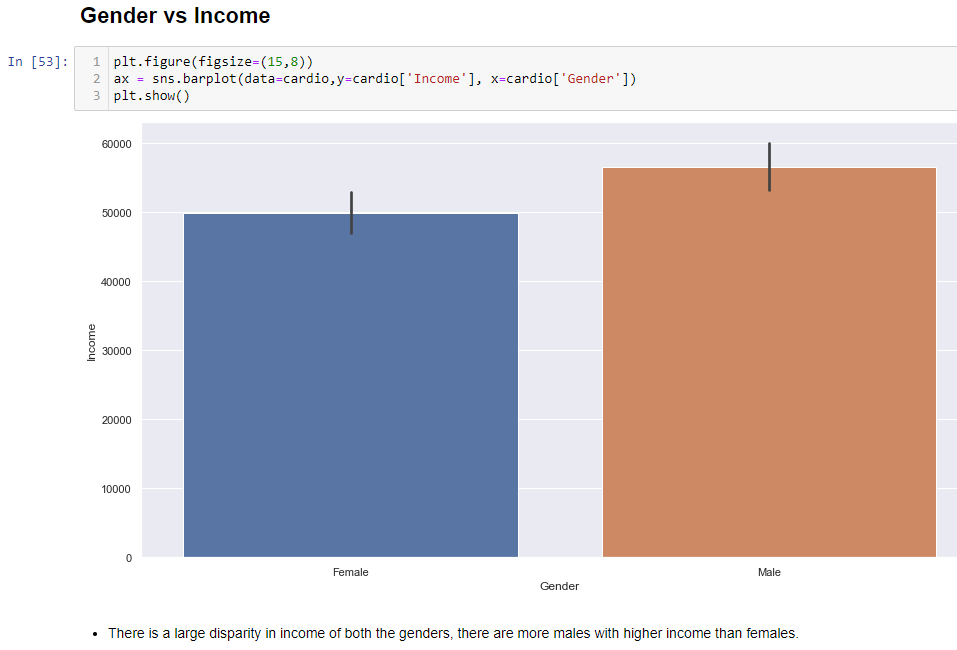 Gender vs Income
In [53]:
1 plt.figure(figsize=(15,8))
2 ax = sns.barplot(data=cardio,y=cardio['Income'], x=cardio['Gender'])
3 plt.show()
60000
50000
40000
30000
20000
10000
0
Income
Female Male
Gender
• There is a large disparity in income of both the genders, there are more males with higher income than females.